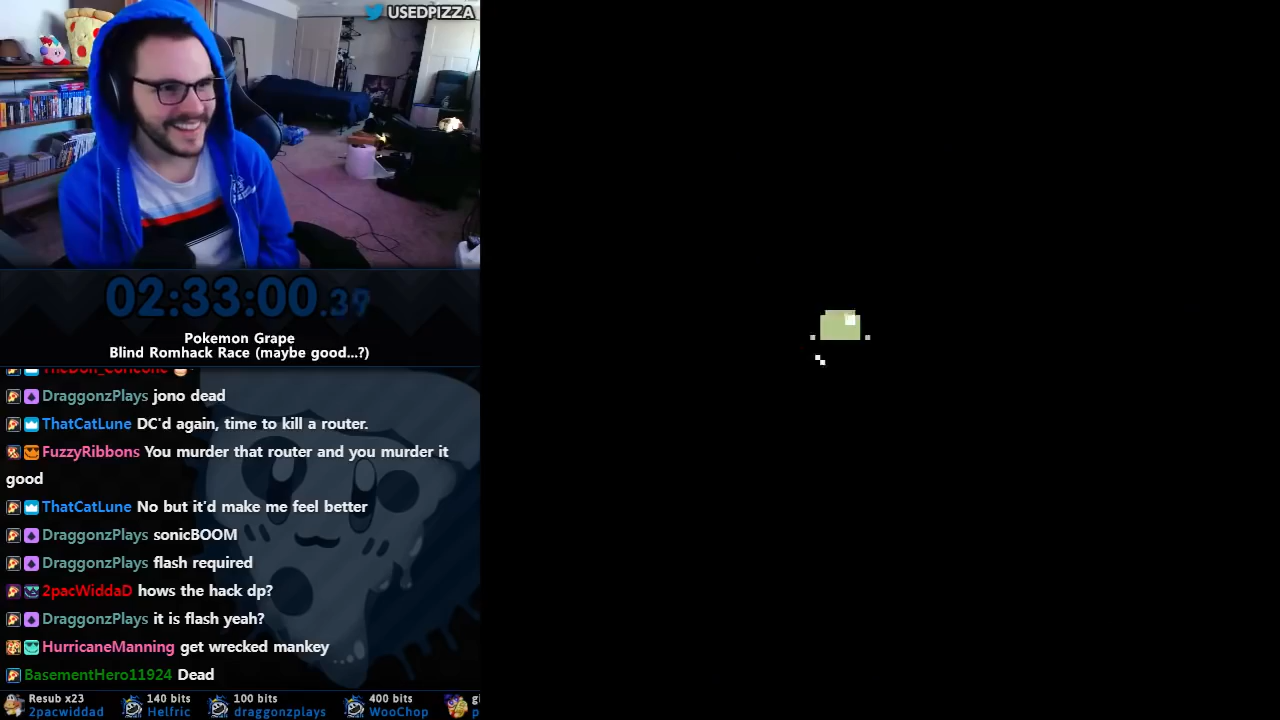 USEDPIZZA
02:33:00.39
Pokemon Grape
Blind Romhack Race (maybe good...?)
TheDon_Corleone
DraggonzPlays jono dead
ThatCatLune DC'd again, time to kill a router.
FuzzyRibbons You murder that router and you murder it
good
ThatCatLune No but it'd make me feel better
DraggonzPlays sonicBOOM
DraggonzPlays flash required
2pacWiddaD hows the hack dp?
DraggonzPlays it is flash yeah?
HurricaneManning get wrecked mankey
BasementHero11924 Dead
Resub x23 140 bits 100 bits 400 bits
2pacwiddad Helfric draggonzplays WooChop